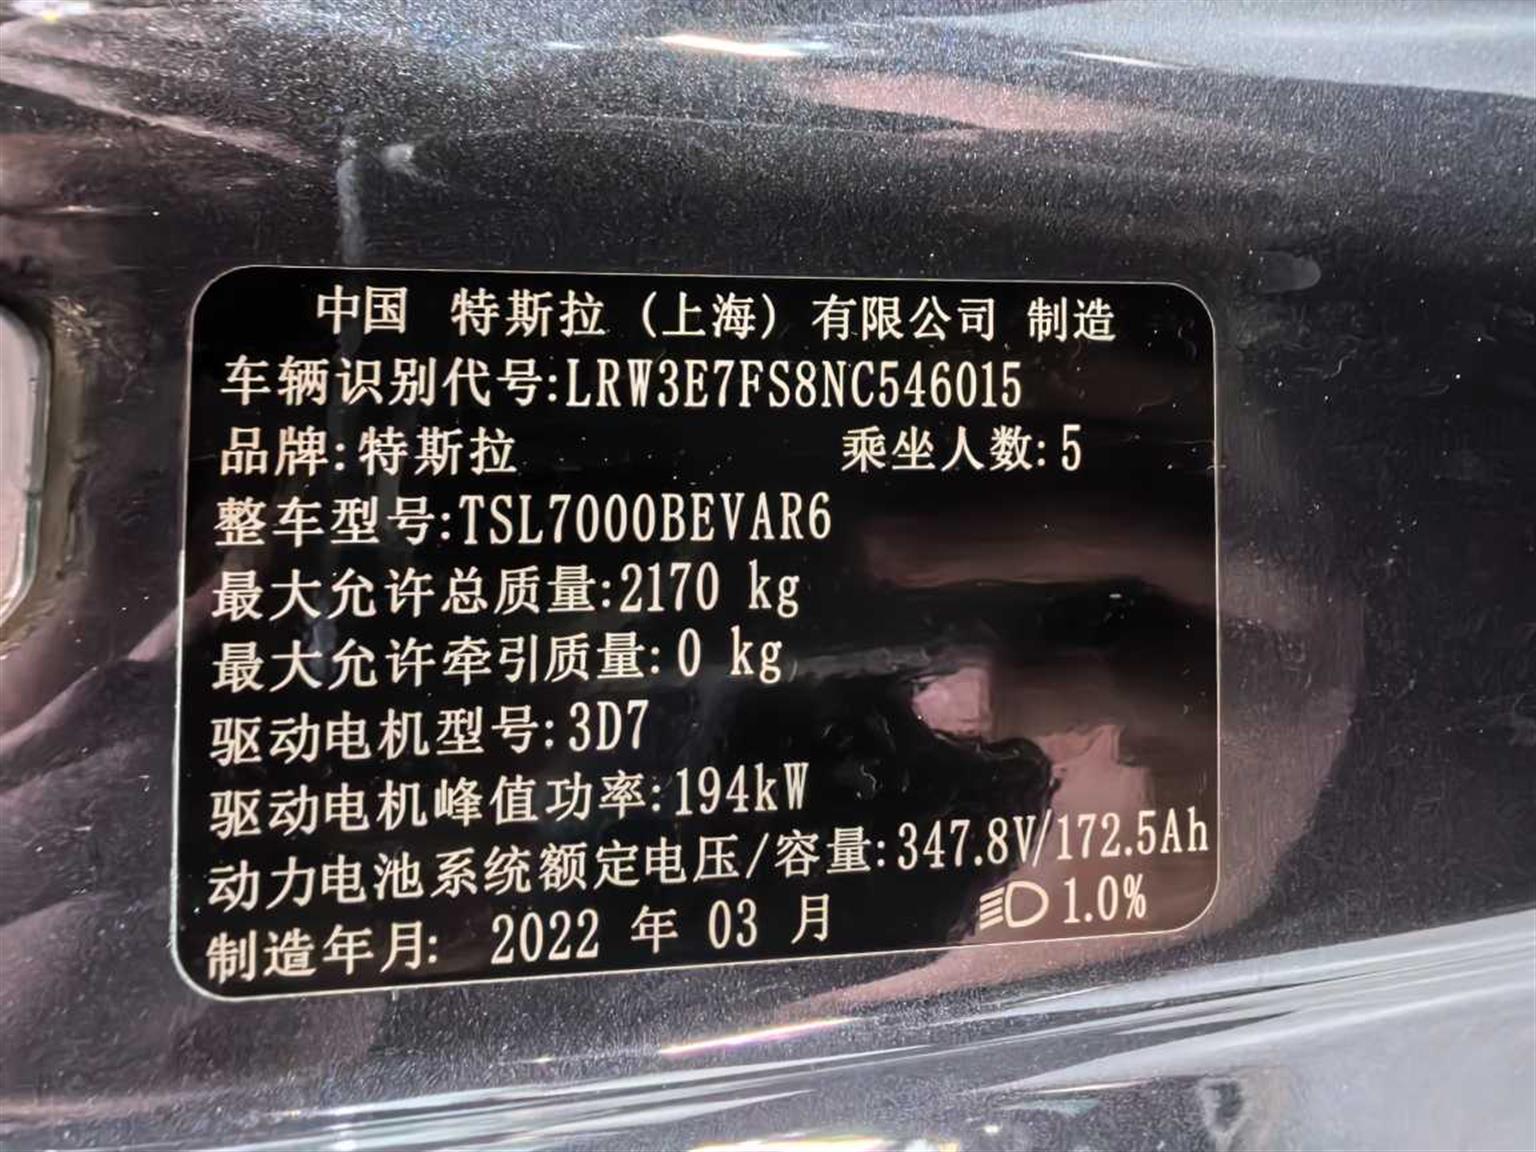 中国 特斯拉（上海）有限公司 制造
车辆识别代号:LRW3E7FS8NC546015
品牌:特斯拉 乘坐人数:5
整车型号:TSL7000BEVAR6
最大允许总质量:2170 kg
最大允许牵引质量:0 kg
驱动电机型号:3D7
驱动电机峰值功率:194kW
动力电池系统额定电压/容量:347.8V/172.5Ah
制造年月: 2022 年 03 月 1.0%